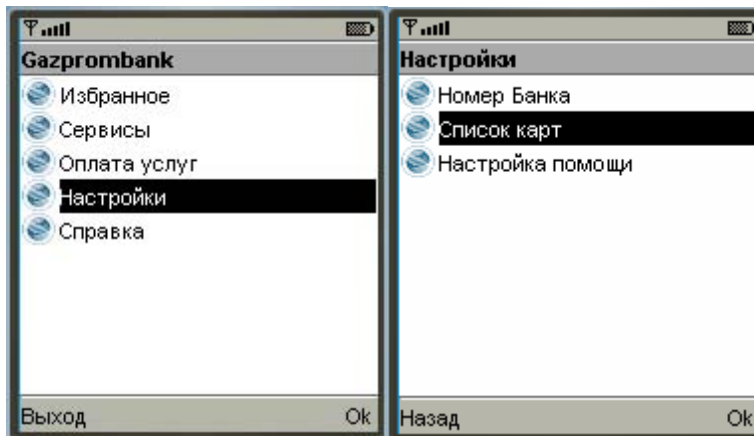 Gazprombank
Избранное
Сервисы
Оплата услуг
Настройки
Справка
Выход Ok
Настройки
Номер Банка
Список карт
Настройка помощи
Назад Ok